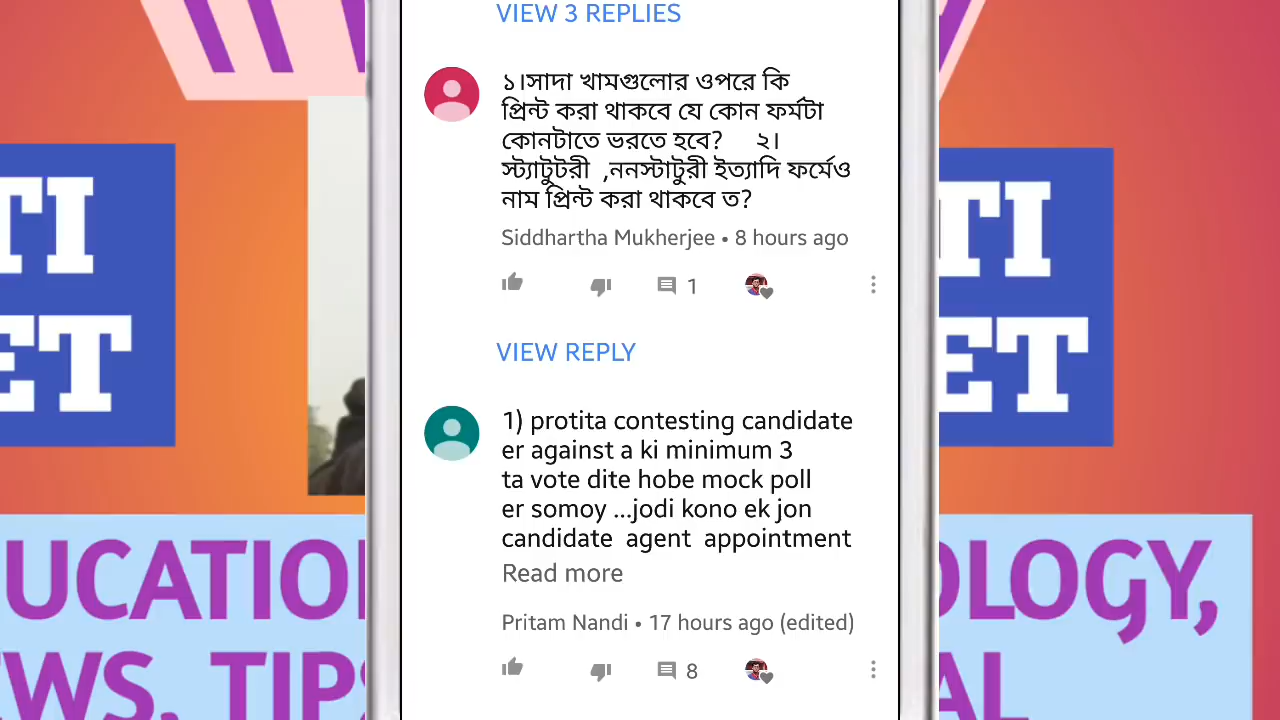 VIEW 3 REPLIES
১।সাদা খামগুলোর ওপরে কি
প্রিন্ট করা থাকবে যে কোন ফর্মটা
কোনটাতে ভরতে হবে? ২।
স্ট্যাটুটরী ,ননস্টাটুরী ইত্যাদি ফর্মেও
নাম প্রিন্ট করা থাকবে ত?
Siddhartha Mukherjee • 8 hours ago
1
VIEW REPLY
1) protita contesting candidate
er against a ki minimum 3
ta vote dite hobe mock poll
er somoy ...jodi kono ek jon
candidate agent appointment
Read more
Pritam Nandi • 17 hours ago (edited)
8
TI
ET
TI
ET
UCATION
OLOGY,
EWS, TIPS
AL